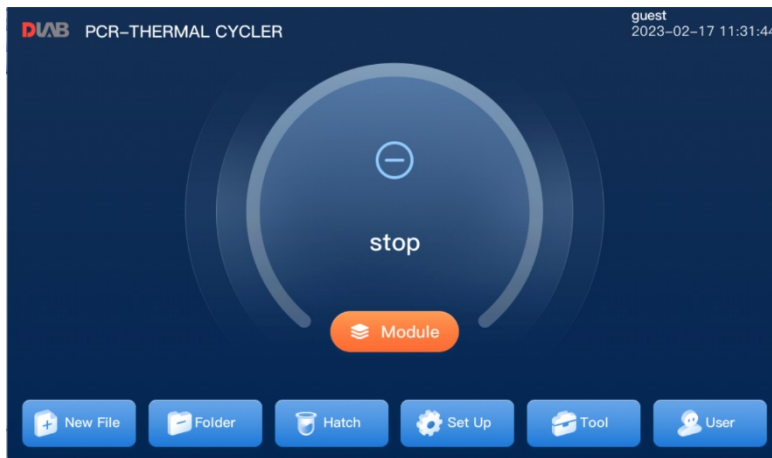 DLAB PCR-THERMAL CYCLER
guest
2023-02-17 11:31:44
stop
Module
New File
Folder
Hatch
Set Up
Tool
User